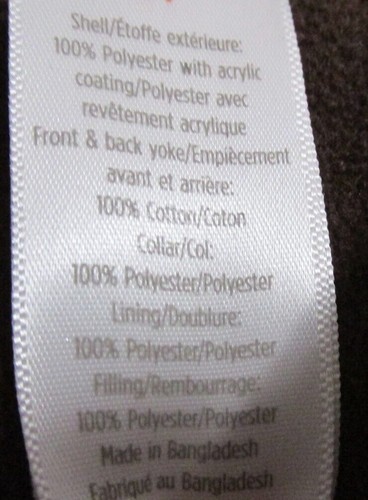 Shell/Étoffe extérieure:
100% Polyester with acrylic
coating/Polyester avec
revêtement acrylique
Front & back yoke/Empiècement
avant et arrière:
100% Cotton/Coton
Collar/Col:
100% Polyester/Polyester
Lining/Doublure:
100% Polyester/Polyester
Filling/Rembourrage:
100% Polyester/Polyester
Made in Bangladesh
Fabriqué au Bangladesh